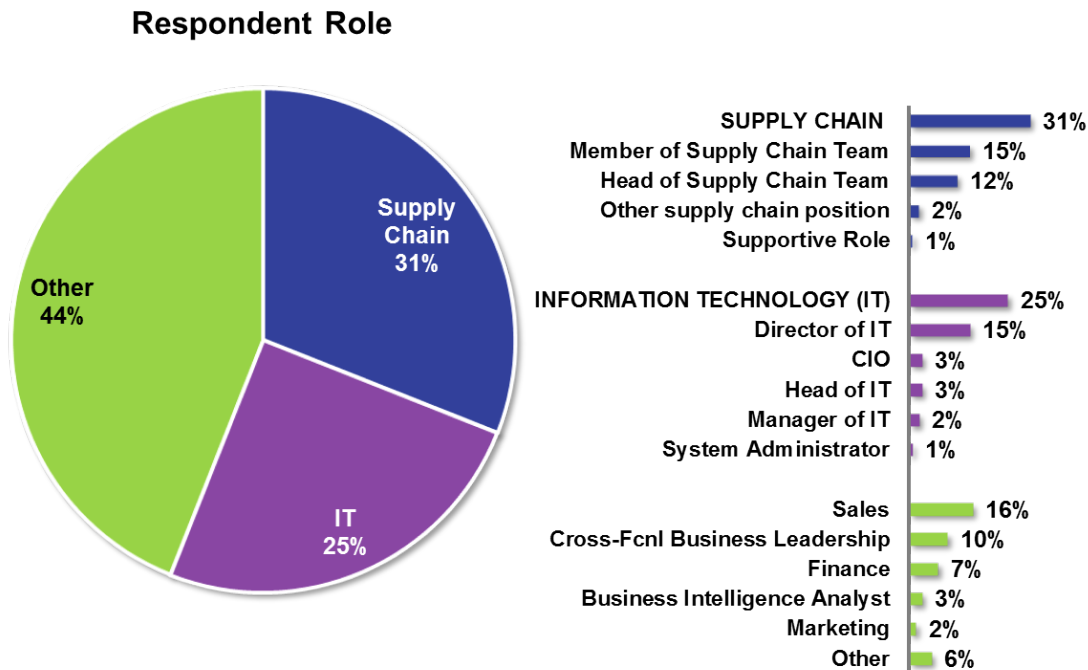 Respondent Role
Supply
Chain
31%
IT
25%
Other
44%
SUPPLY CHAIN 31%
Member of Supply Chain Team 15%
Head of Supply Chain Team 12%
Other supply chain position 2%
Supportive Role 1%
INFORMATION TECHNOLOGY (IT) 25%
Director of IT 15%
CIO 3%
Head of IT 3%
Manager of IT 2%
System Administrator 1%
Sales 16%
Cross-Fcnl Business Leadership 10%
Finance 7%
Business Intelligence Analyst 3%
Marketing 2%
Other 6%